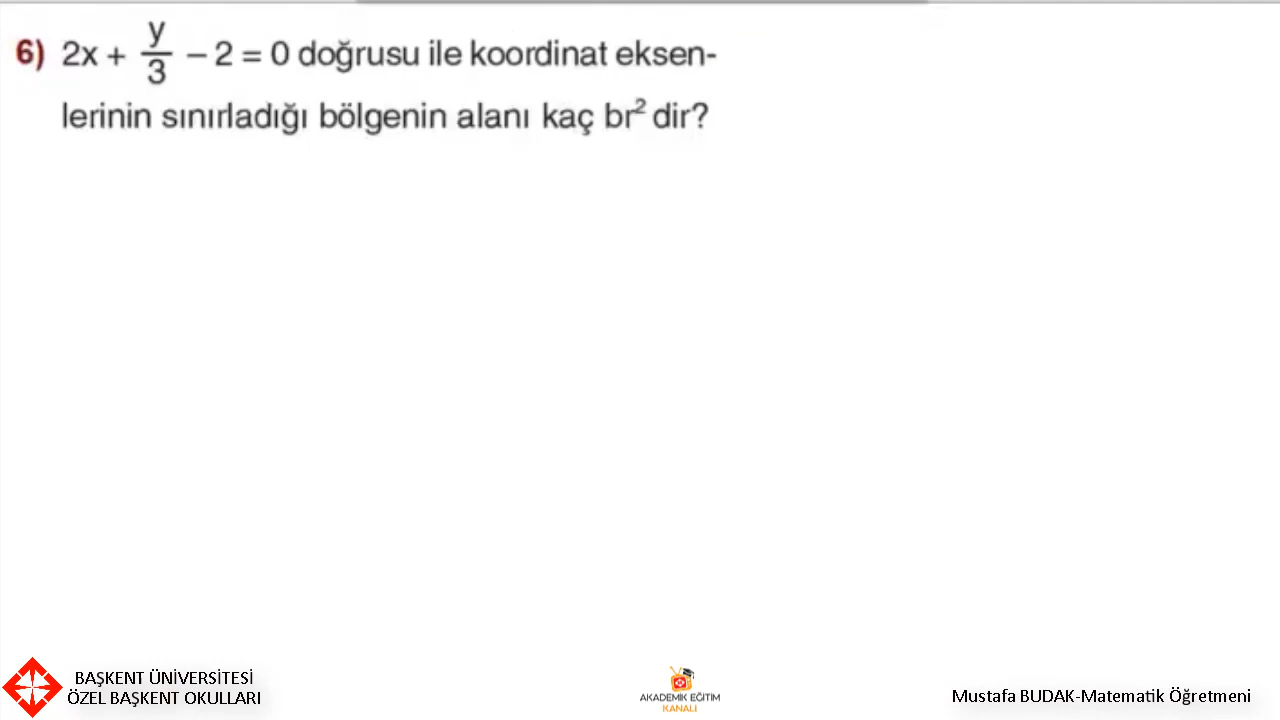 6) 2x + y/3 – 2 = 0 doğrusu ile koordinat eksen-
lerinin sınırladığı bölgenin alanı kaç br² dir?
BAŞKENT ÜNİVERSİTESİ
ÖZEL BAŞKENT OKULLARI
AKADEMİK EĞİTİM
KANALI
Mustafa BUDAK-Matematik Öğretmeni